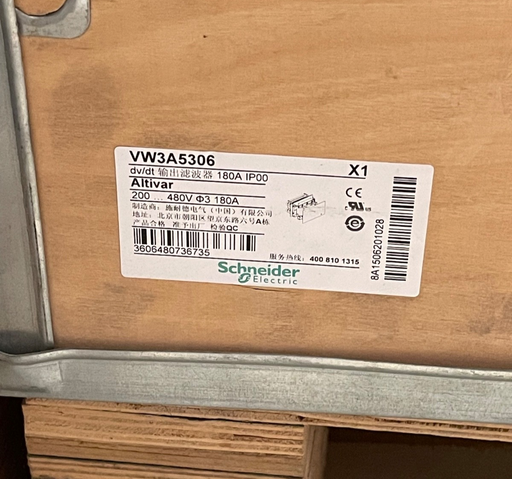 VW3A5306
X1
dv/dt 输出滤波器 180A IP00
Altivar
200 ... 480V Φ3 180A
制造商: 施耐德电气 (中国) 有限公司
地址: 北京市朝阳区望京东路六号A栋
产品合格 准予出厂 检验QC
3606480736735
服务热线: 400 810 1315
Schneider
Electric
CE
UL US
8A1506201028